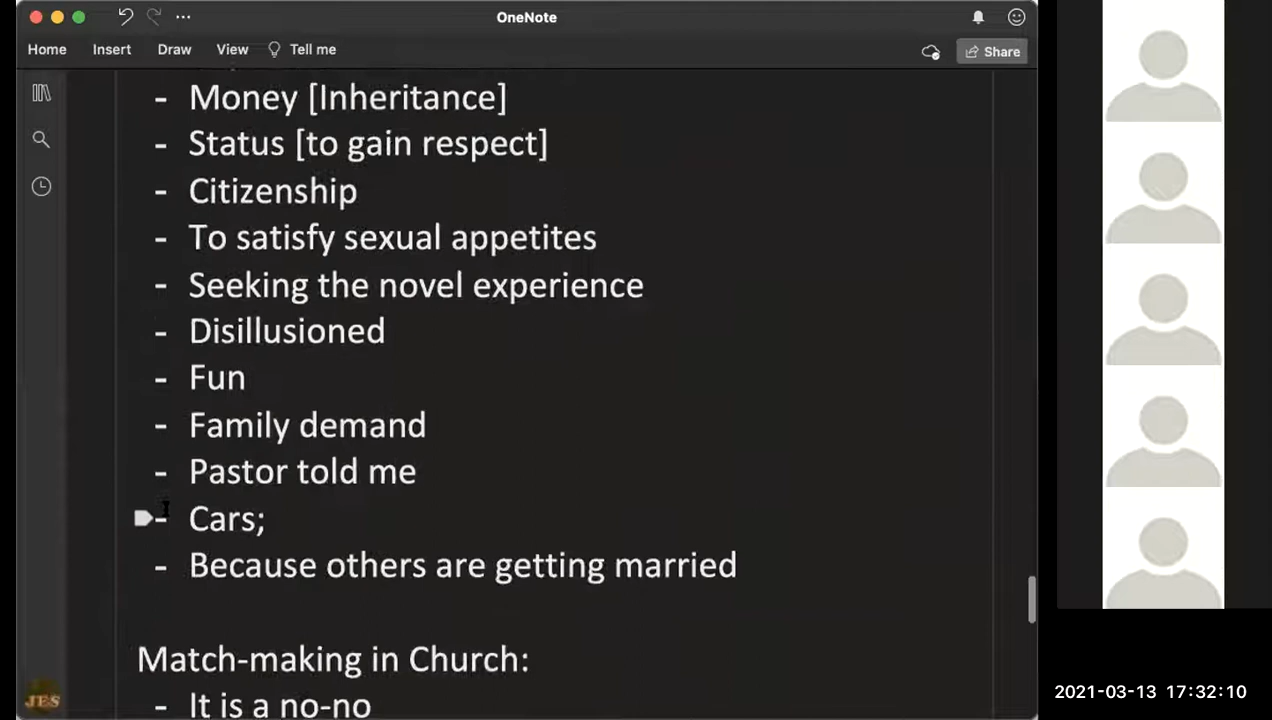 OneNote
Home Insert Draw View Tell me Share
- Money [Inheritance]
- Status [to gain respect]
- Citizenship
- To satisfy sexual appetites
- Seeking the novel experience
- Disillusioned
- Fun
- Family demand
- Pastor told me
- Cars;
- Because others are getting married
Match-making in Church:
- It is a no-no
JES
2021-03-13 17:32:10